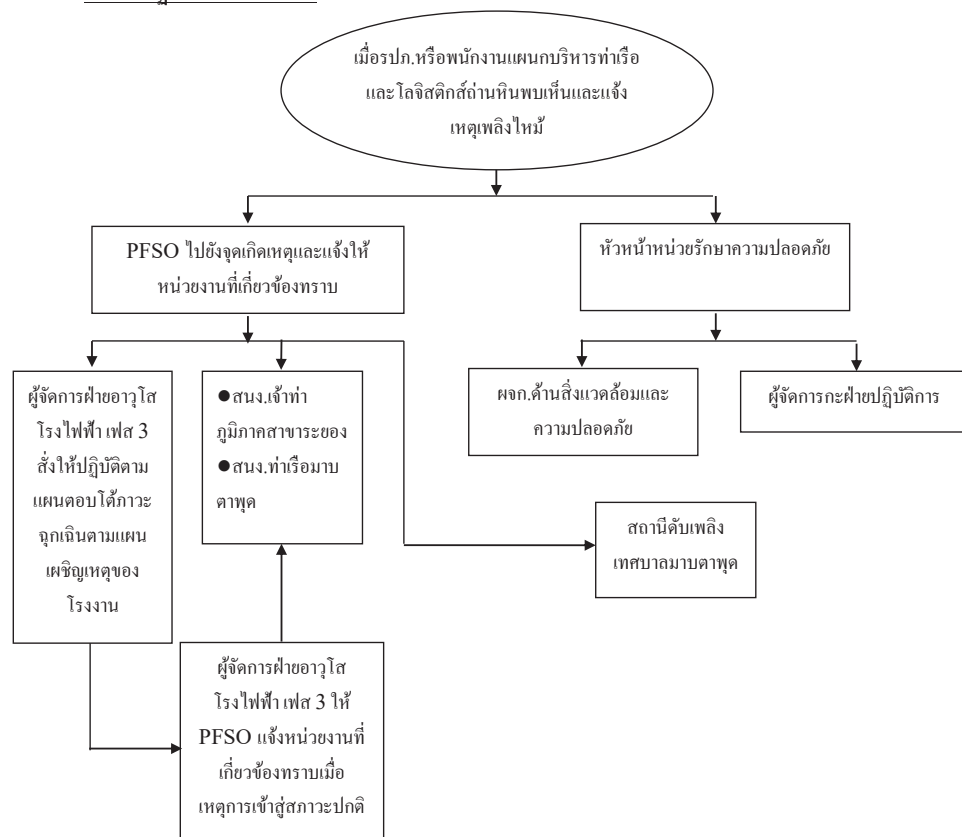 เมื่อรปภ.หรือพนักงานแผนกบริหารท่าเรือ
และโลจิสติกส์ถ่านหินพบเห็นและแจ้ง
เหตุเพลิงไหม้
PFSO ไปยังจุดเกิดเหตุและแจ้งให้
หน่วยงานที่เกี่ยวข้องทราบ
หัวหน้าหน่วยรักษาความปลอดภัย
ผู้จัดการฝ่ายอาวุโส
โรงไฟฟ้า เฟส 3
สั่งให้ปฏิบัติตาม
แผนตอบโต้ภาวะ
ฉุกเฉินตามแผน
เผชิญเหตุของ
โรงงาน
●สนง.เจ้าท่า
ภูมิภาคสาขาระยอง
●สนง.ท่าเรือมาบ
ตาพุด
ผจก.ด้านสิ่งแวดล้อมและ
ความปลอดภัย
ผู้จัดการกะฝ่ายปฏิบัติการ
สถานีดับเพลิง
เทศบาลมาบตาพุด
ผู้จัดการฝ่ายอาวุโส
โรงไฟฟ้า เฟส 3 ให้
PFSO แจ้งหน่วยงานที่
เกี่ยวข้องทราบเมื่อ
เหตุการเข้าสู่สภาวะปกติ